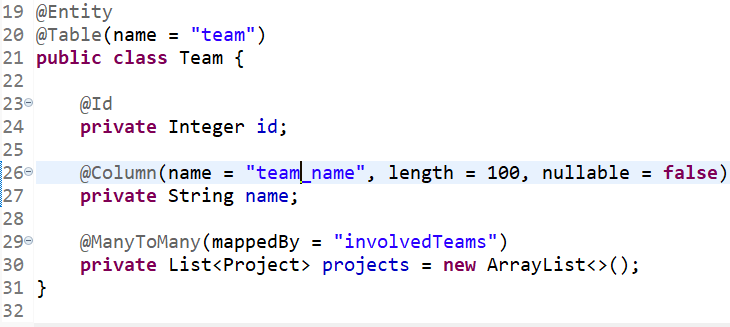 19 @Entity
20 @Table(name = "team")
21 public class Team {
22
23 @Id
24 private Integer id;
25
26 @Column(name = "team_name", length = 100, nullable = false)
27 private String name;
28
29 @ManyToMany(mappedBy = "involvedTeams")
30 private List<Project> projects = new ArrayList<>();
31 }
32